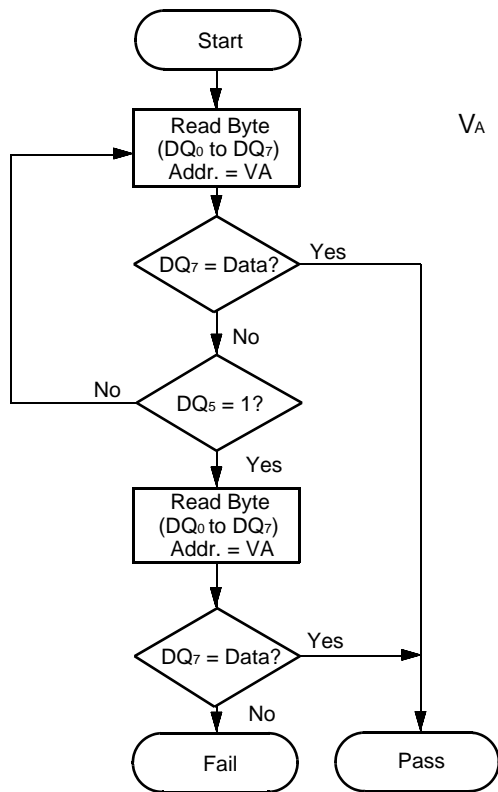 Start
Read Byte
(DQ0 to DQ7)
Addr. = VA
VA
DQ7 = Data?
Yes
No
No
DQ5 = 1?
Yes
Read Byte
(DQ0 to DQ7)
Addr. = VA
DQ7 = Data?
Yes
No
Fail
Pass